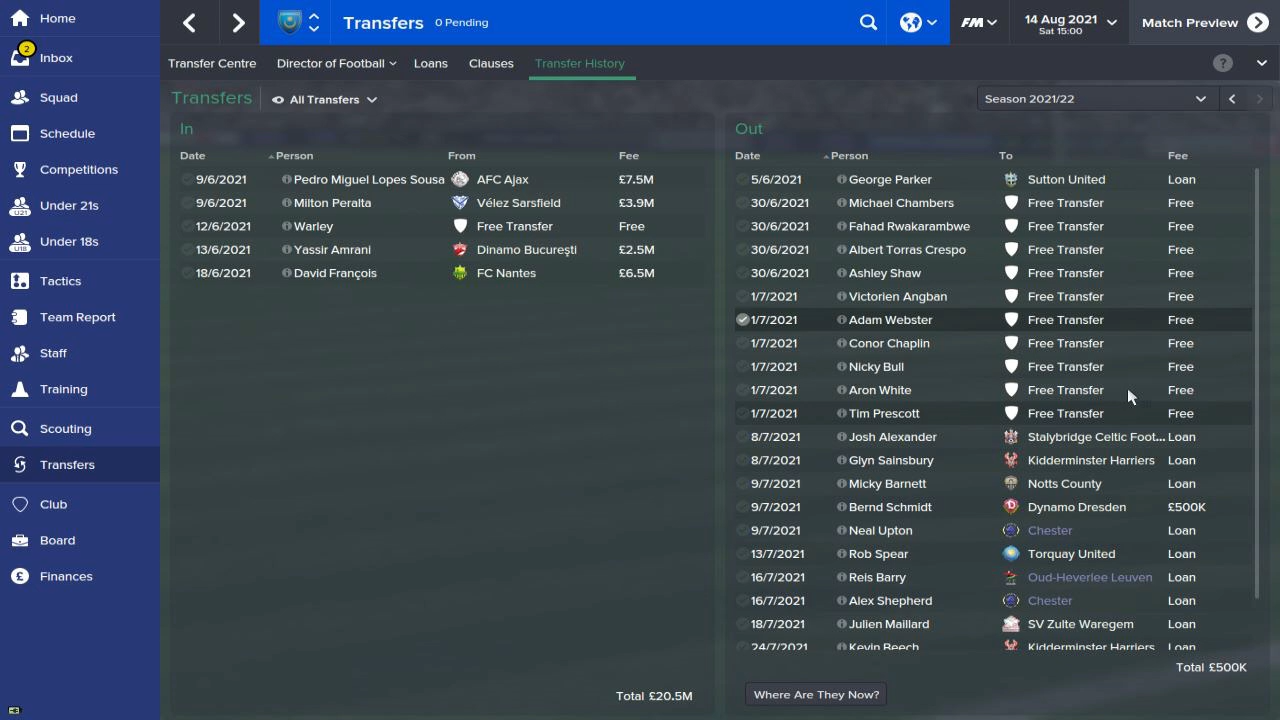 Home
2
Inbox
Squad
Schedule
Competitions
U21 Under 21s
U18 Under 18s
Tactics
Team Report
Staff
Training
Scouting
Transfers
Club
Board
Finances
Transfers 0 Pending
FM
14 Aug 2021
Sat 15:00
Match Preview
Transfer Centre Director of Football Loans Clauses Transfer History ?
Transfers All Transfers Season 2021/22
In
Date Person From Fee
9/6/2021 Pedro Miguel Lopes Sousa AFC Ajax £7.5M
9/6/2021 Milton Peralta Vélez Sarsfield £3.9M
12/6/2021 Warley Free Transfer Free
13/6/2021 Yassir Amrani Dinamo Bucureşti £2.5M
18/6/2021 David François FC Nantes £6.5M
Total £20.5M
Out
Date Person To Fee
5/6/2021 George Parker Sutton United Loan
30/6/2021 Michael Chambers Free Transfer Free
30/6/2021 Fahad Rwakarambwe Free Transfer Free
30/6/2021 Albert Torras Crespo Free Transfer Free
30/6/2021 Ashley Shaw Free Transfer Free
1/7/2021 Victorien Angban Free Transfer Free
1/7/2021 Adam Webster Free Transfer Free
1/7/2021 Conor Chaplin Free Transfer Free
1/7/2021 Nicky Bull Free Transfer Free
1/7/2021 Aron White Free Transfer Free
1/7/2021 Tim Prescott Free Transfer Free
8/7/2021 Josh Alexander Stalybridge Celtic Foot... Loan
8/7/2021 Glyn Sainsbury Kidderminster Harriers Loan
9/7/2021 Micky Barnett Notts County Loan
9/7/2021 Bernd Schmidt Dynamo Dresden £500K
9/7/2021 Neal Upton Chester Loan
13/7/2021 Rob Spear Torquay United Loan
16/7/2021 Reis Barry Oud-Heverlee Leuven Loan
16/7/2021 Alex Shepherd Chester Loan
18/7/2021 Julien Maillard SV Zulte Waregem Loan
24/7/2021 Kevin Beech Kidderminster Harriers Loan
Total £500K
Where Are They Now?